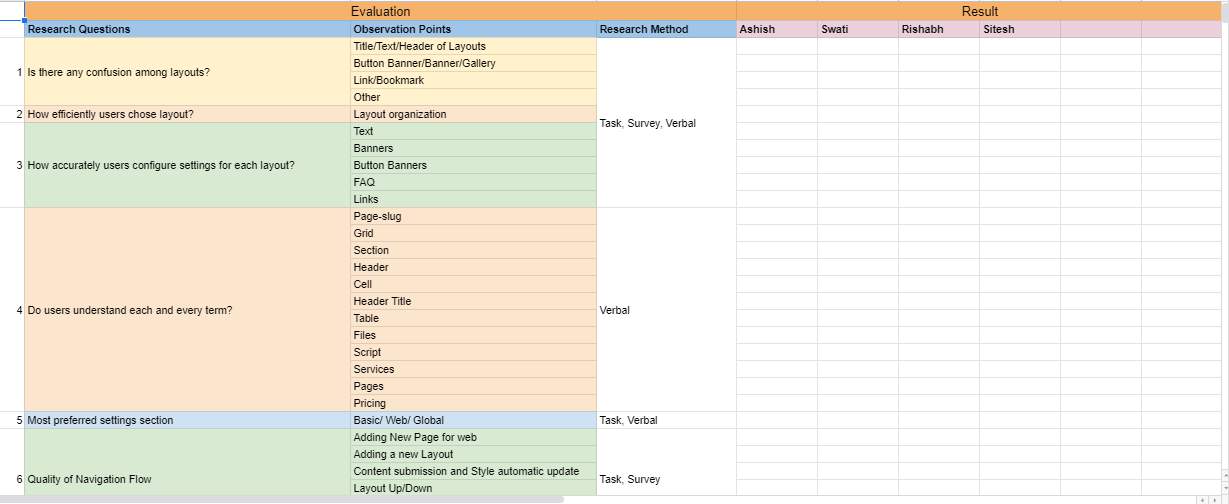 Evaluation Result
Research Questions Observation Points Research Method Ashish Swati Rishabh Sitesh
1 Is there any confusion among layouts?
Title/Text/Header of Layouts
Button Banner/Banner/Gallery
Link/Bookmark
Other
2 How efficiently users chose layout? Layout organization
Task, Survey, Verbal
3 How accurately users configure settings for each layout?
Text
Banners
Button Banners
FAQ
Links
4 Do users understand each and every term?
Page-slug
Grid
Section
Header
Cell
Header Title
Table
Files
Script
Services
Pages
Pricing
Verbal
5 Most preferred settings section Basic/ Web/ Global Task, Verbal
6 Quality of Navigation Flow
Adding New Page for web
Adding a new Layout
Content submission and Style automatic update
Layout Up/Down
Task, Survey